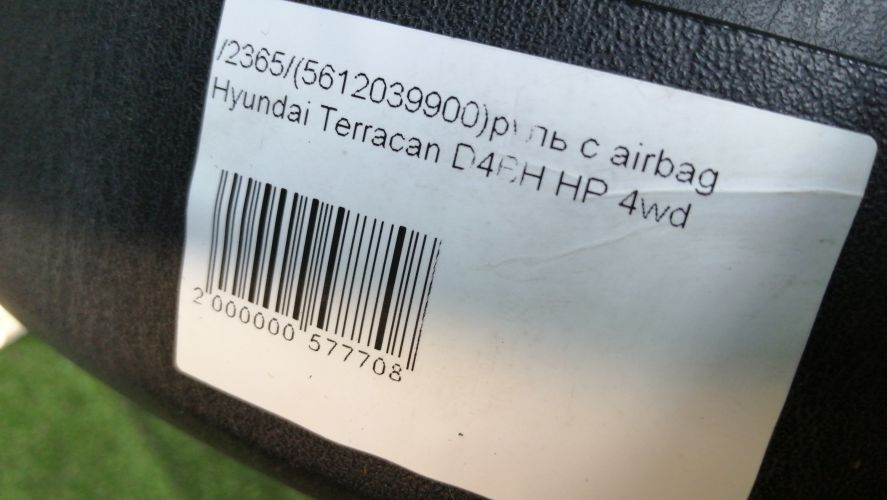 /2365/(5612039900)руль с airbag
Hyundai Terracan D4BH HP 4wd
2 000000 577708